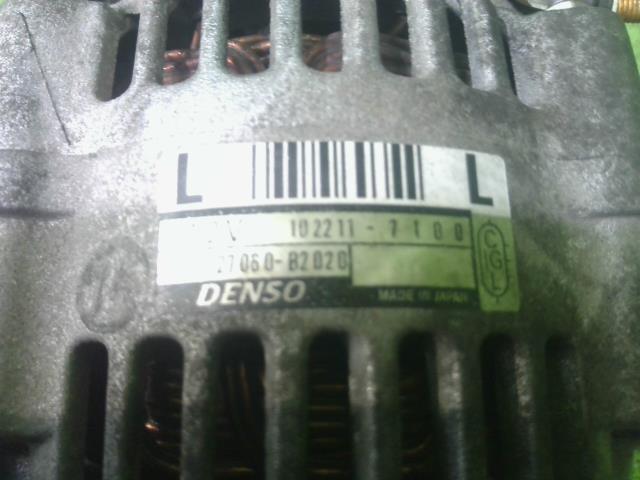 L L
102211-7100
27060-B2020
DENSO MADE IN JAPAN